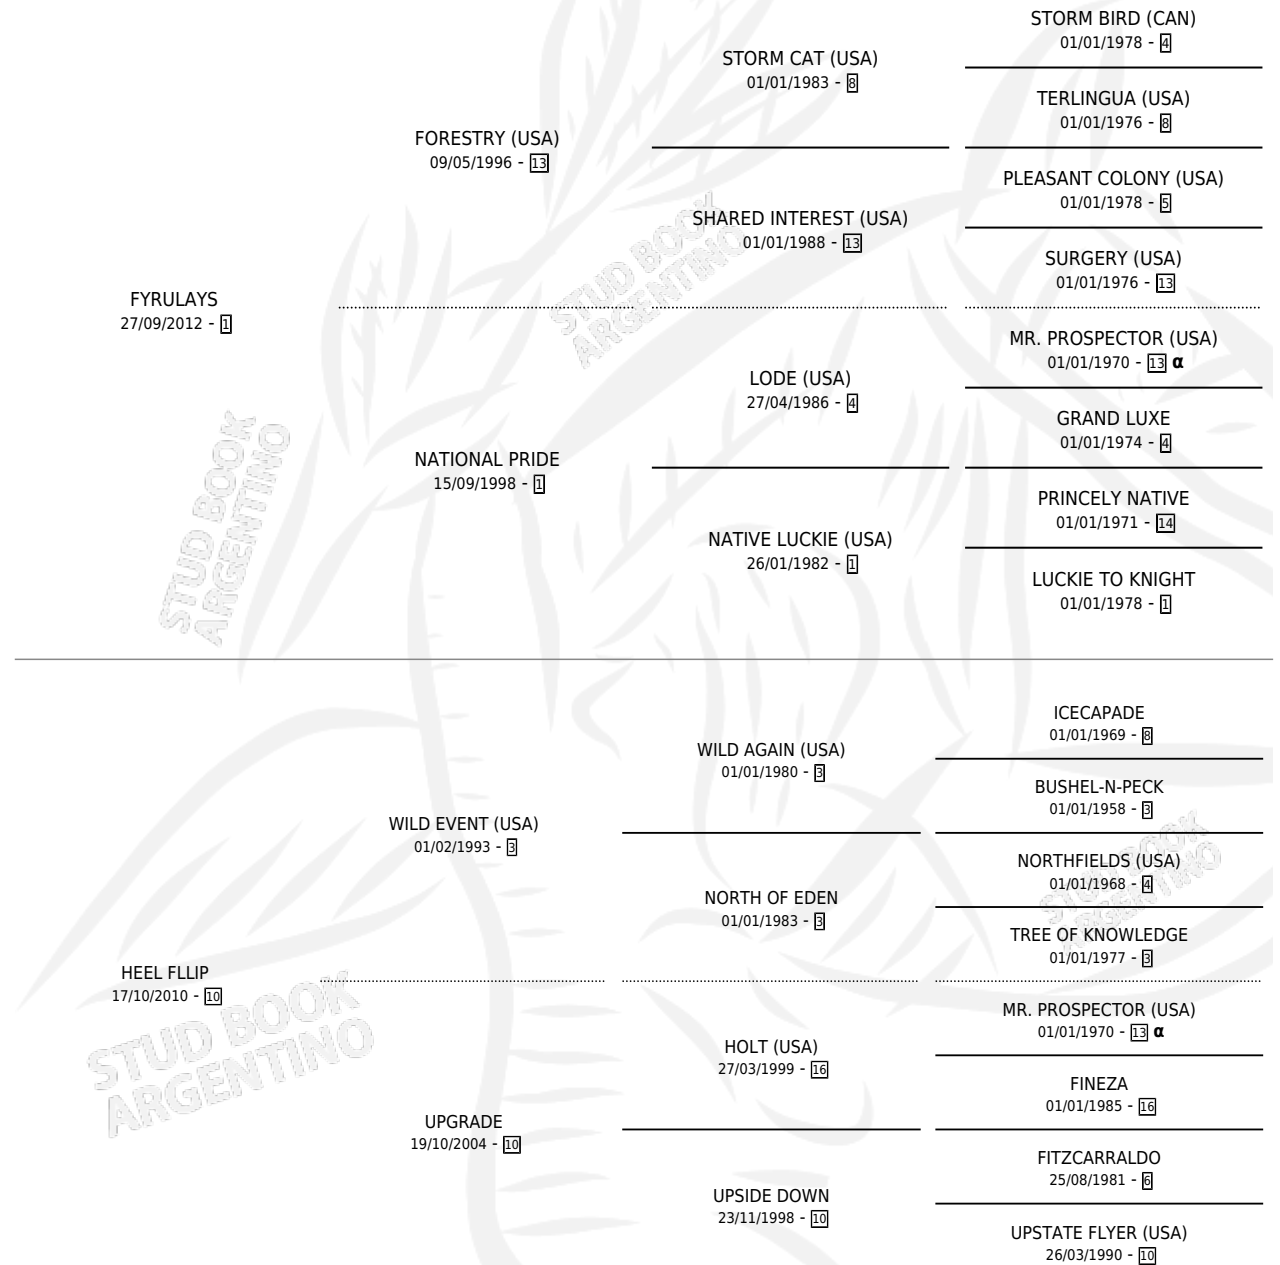 STORM BIRD (CAN)
01/01/1978 - 4
STORM CAT (USA)
01/01/1983 - 8
TERLINGUA (USA)
01/01/1976 - 8
FORESTRY (USA)
09/05/1996 - 13
PLEASANT COLONY (USA)
01/01/1978 - 5
SHARED INTEREST (USA)
01/01/1988 - 13
SURGERY (USA)
01/01/1976 - 13
FYRULAYS
27/09/2012 - 1
MR. PROSPECTOR (USA)
01/01/1970 - 13 α
LODE (USA)
27/04/1986 - 4
GRAND LUXE
01/01/1974 - 4
NATIONAL PRIDE
15/09/1998 - 1
PRINCELY NATIVE
01/01/1971 - 14
NATIVE LUCKIE (USA)
26/01/1982 - 1
LUCKIE TO KNIGHT
01/01/1978 - 1
ICECAPADE
01/01/1969 - 8
WILD AGAIN (USA)
01/01/1980 - 3
BUSHEL-N-PECK
01/01/1958 - 3
WILD EVENT (USA)
01/02/1993 - 3
NORTHFIELDS (USA)
01/01/1968 - 4
NORTH OF EDEN
01/01/1983 - 3
TREE OF KNOWLEDGE
01/01/1977 - 3
HEEL FLLIP
17/10/2010 - 10
MR. PROSPECTOR (USA)
01/01/1970 - 13 α
HOLT (USA)
27/03/1999 - 16
FINEZA
01/01/1985 - 16
UPGRADE
19/10/2004 - 10
FITZCARRALDO
25/08/1981 - 6
UPSIDE DOWN
23/11/1998 - 10
UPSTATE FLYER (USA)
26/03/1990 - 10
STUD BOOK
ARGENTINO
STUD BOOK
ARGENTINO
STUD BOOK
ARGENTINO
STUD BOOK
ARGENTINO